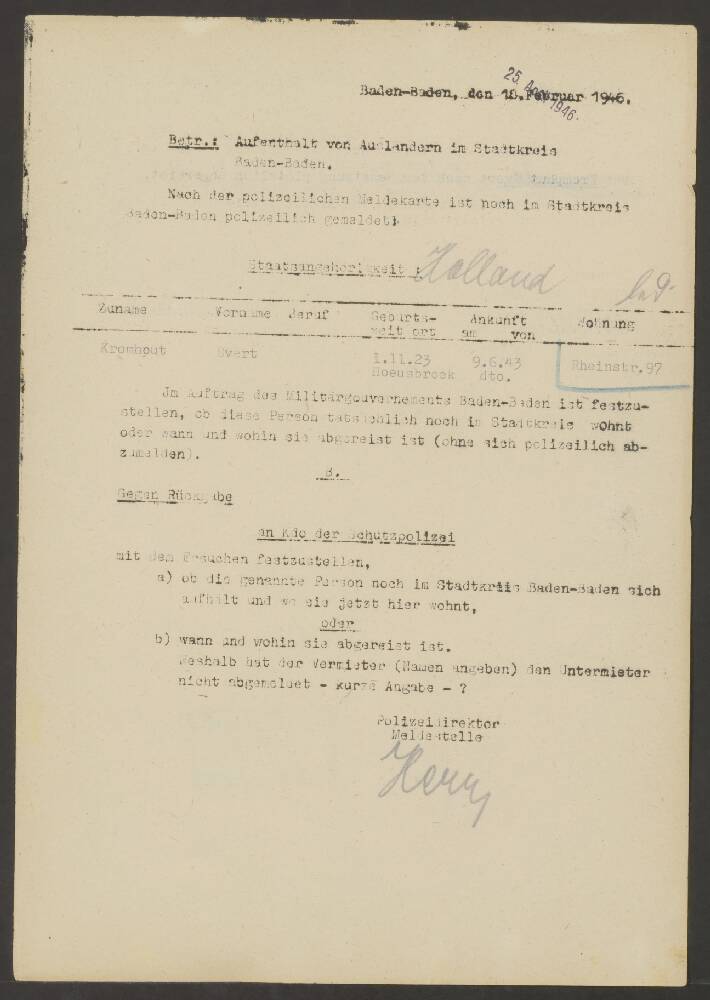 Baden-Baden, den 18. Februar 1946.
25. Apr. 1946
Betr.: Aufenthalt von Ausländern im Stadtkreis
Baden-Baden.
Nach der polizeilichen Meldekarte ist noch im Stadtkreis
Baden-Baden polizeilich gemeldet:
Staatsangehörigkeit : Holland
led.
Zuname Vorname Beruf Geburts- Ankunft Wohnung
zeit ort am von
Kromhout Evert 1.11.23 9.6.43 Rheinstr.97
Hoeusbroek dto.
Jm Auftrag des Militärgouvernements Baden-Baden ist festzu-
stellen, ob diese Person tatsächlich noch im Stadtkreis wohnt
oder wann und wohin sie abgereist ist (ohne sich polizeilich ab-
zumelden).
B.
Gegen Rückgabe
an Kdo der Schutzpolizei
mit dem Ersuchen festzustellen,
a) ob die genannte Person noch im Stadtkreis Baden-Baden sich
aufhält und wo sie jetzt hier wohnt,
oder
b) wann und wohin sie abgereist ist.
Weshalb hat der Vermieter (Namen angeben) den Untermieter
nicht abgemeldet - kurze Angabe - ?
Polizeidirektor
Meldestelle